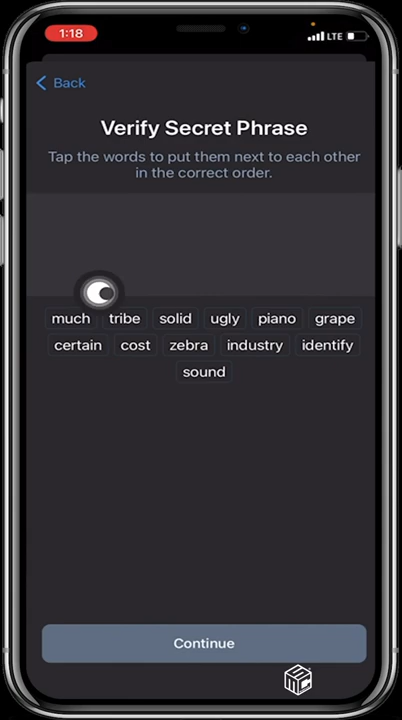 1:18
LTE
Back
Verify Secret Phrase
Tap the words to put them next to each other
in the correct order.
much tribe solid ugly piano grape
certain cost zebra industry identify
sound
Continue